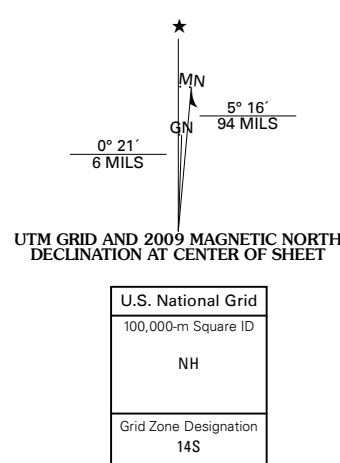 ★
MN
5° 16´
94 MILS
GN
0° 21´
6 MILS
UTM GRID AND 2009 MAGNETIC NORTH
DECLINATION AT CENTER OF SHEET
U.S. National Grid
100,000-m Square ID
NH
Grid Zone Designation
14S